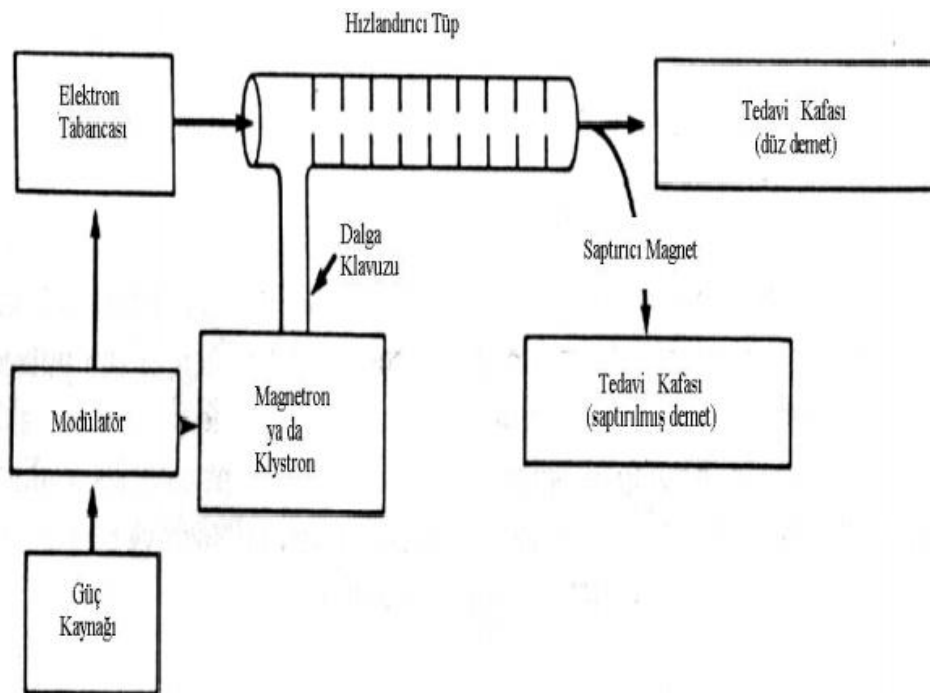 Hızlandırıcı Tüp
Elektron
Tabancası
Tedavi Kafası
(düz demet)
Dalga
Klavuzu
Saptırıcı Magnet
Modülatör
Magnetron
ya da
Klystron
Tedavi Kafası
(saptırılmış demet)
Güç
Kaynağı